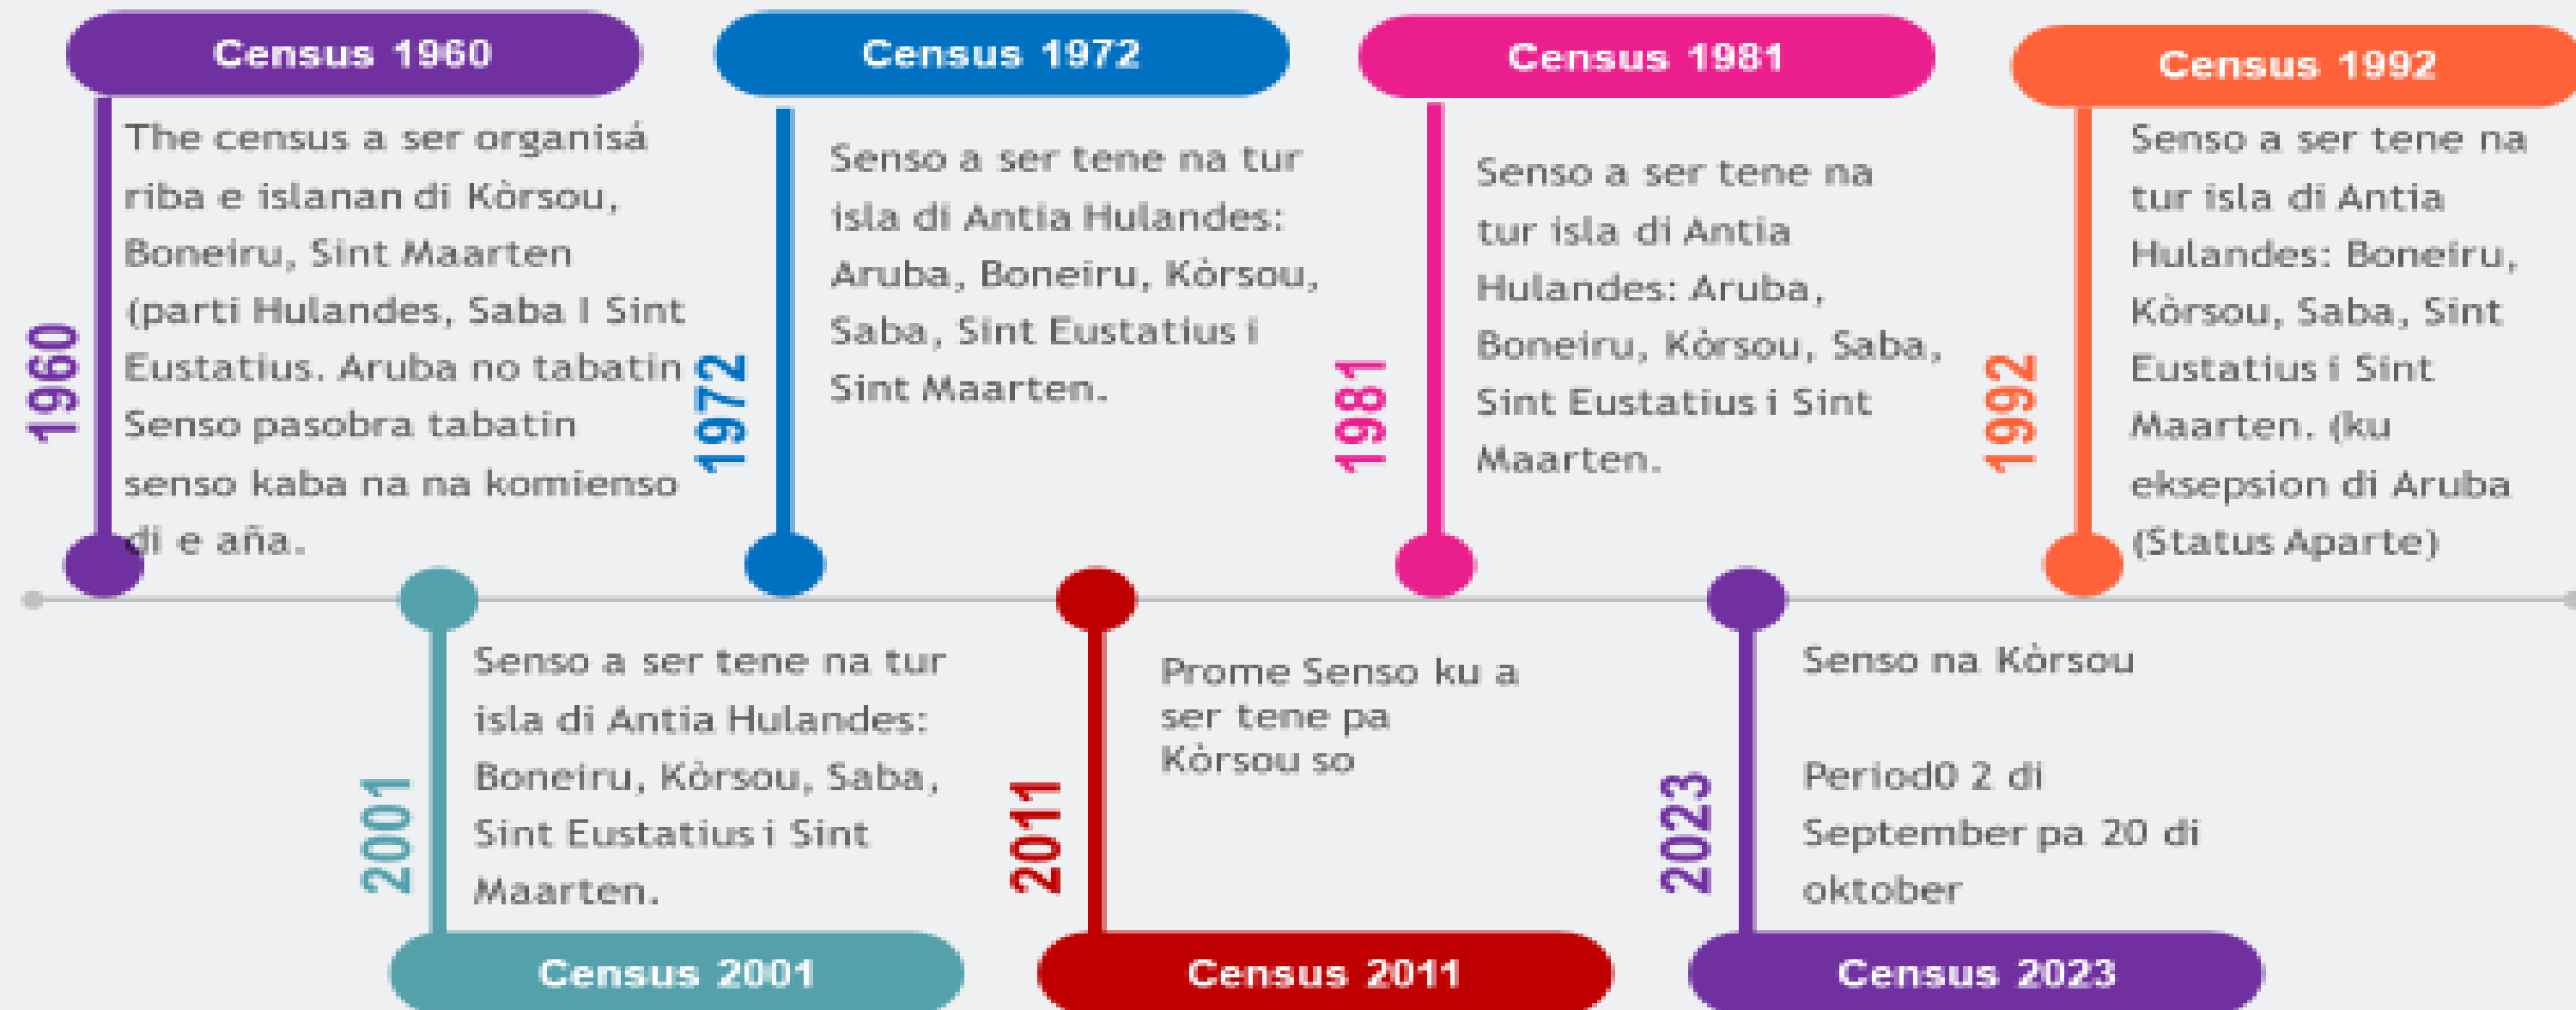 Census 1960
The census a ser organisá
riba e islanan di Kòrsou,
Boneiru, Sint Maarten
(parti Hulandes, Saba I Sint
Eustatius. Aruba no tabatin
Senso pasobra tabatin
senso kaba na na komienso
di e aña.
1960
Census 1972
Senso a ser tene na tur
isla di Antia Hulandes:
Aruba, Boneiru, Kòrsou,
Saba, Sint Eustatius i
Sint Maarten.
1972
Census 1981
Senso a ser tene na
tur isla di Antia
Hulandes: Aruba,
Boneiru, Kòrsou, Saba,
Sint Eustatius i Sint
Maarten.
1981
Census 1992
Senso a ser tene na
tur isla di Antia
Hulandes: Boneiru,
Kòrsou, Saba, Sint
Eustatius i Sint
Maarten. (ku
eksepsion di Aruba
(Status Aparte)
1992
Senso a ser tene na tur
isla di Antia Hulandes:
Boneiru, Kòrsou, Saba,
Sint Eustatius i Sint
Maarten.
2001
Census 2001
Prome Senso ku a
ser tene pa
Kòrsou so
2011
Census 2011
Senso na Kòrsou
Period0 2 di
September pa 20 di
oktober
2023
Census 2023